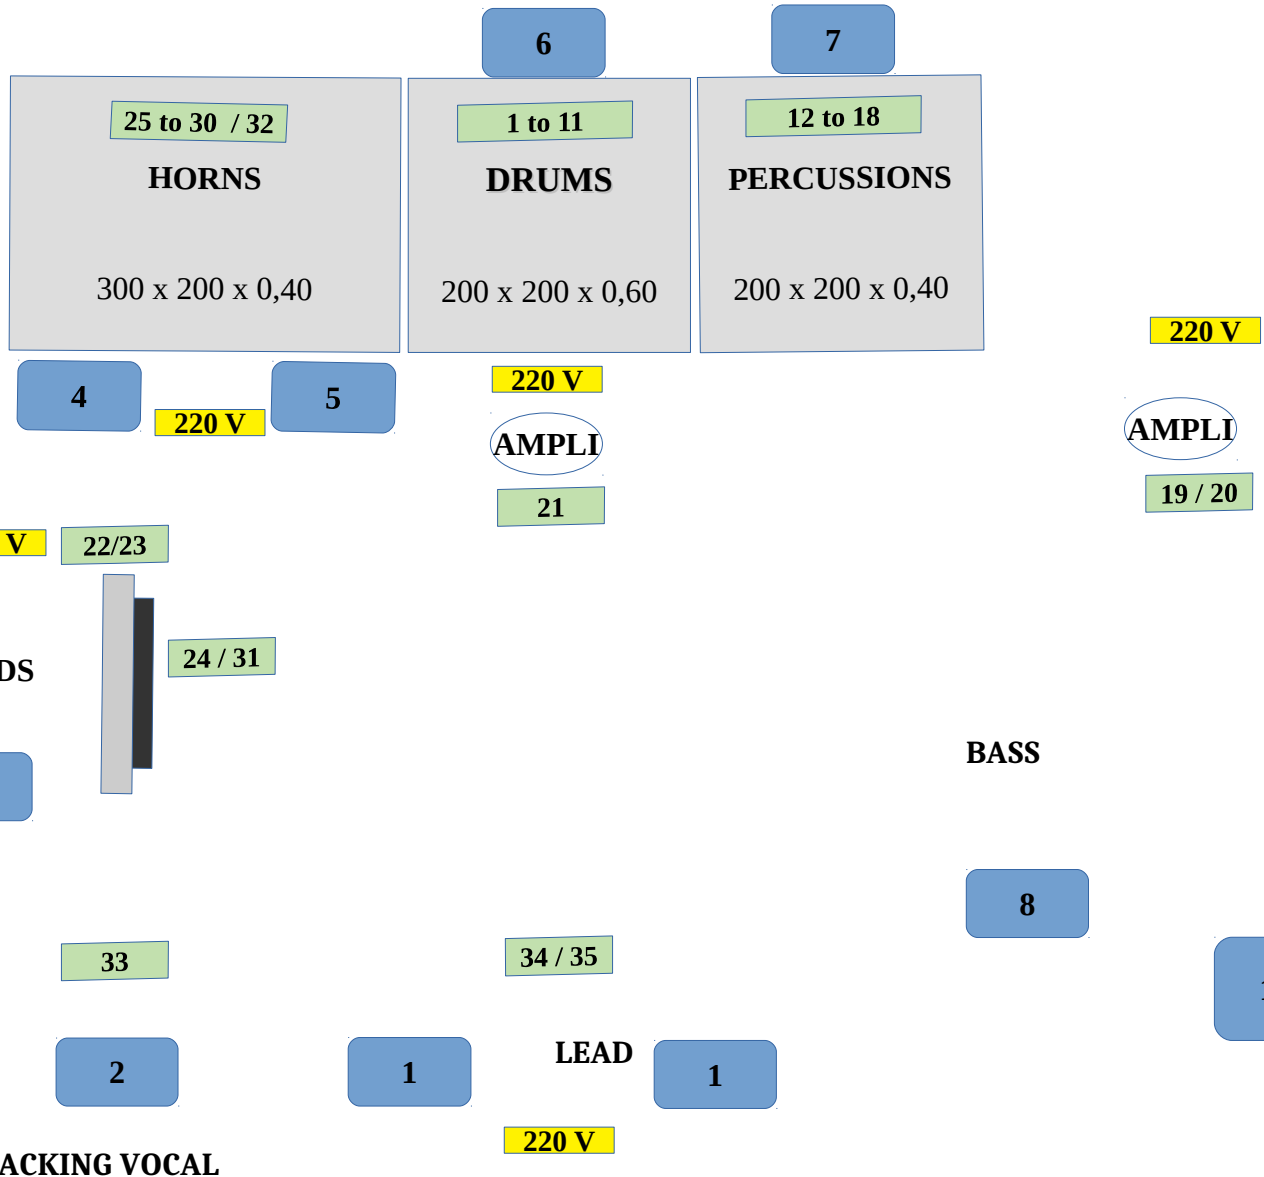 6
7
25 to 30 / 32
1 to 11
12 to 18
HORNS
DRUMS
PERCUSSIONS
300 x 200 x 0,40
200 x 200 x 0,60
200 x 200 x 0,40
220 V
4
220 V
5
220 V
AMPLI
AMPLI
21
19 / 20
V
22/23
24 / 31
DS
BASS
8
33
34 / 35
2
1
LEAD
1
220 V
ACKING VOCAL